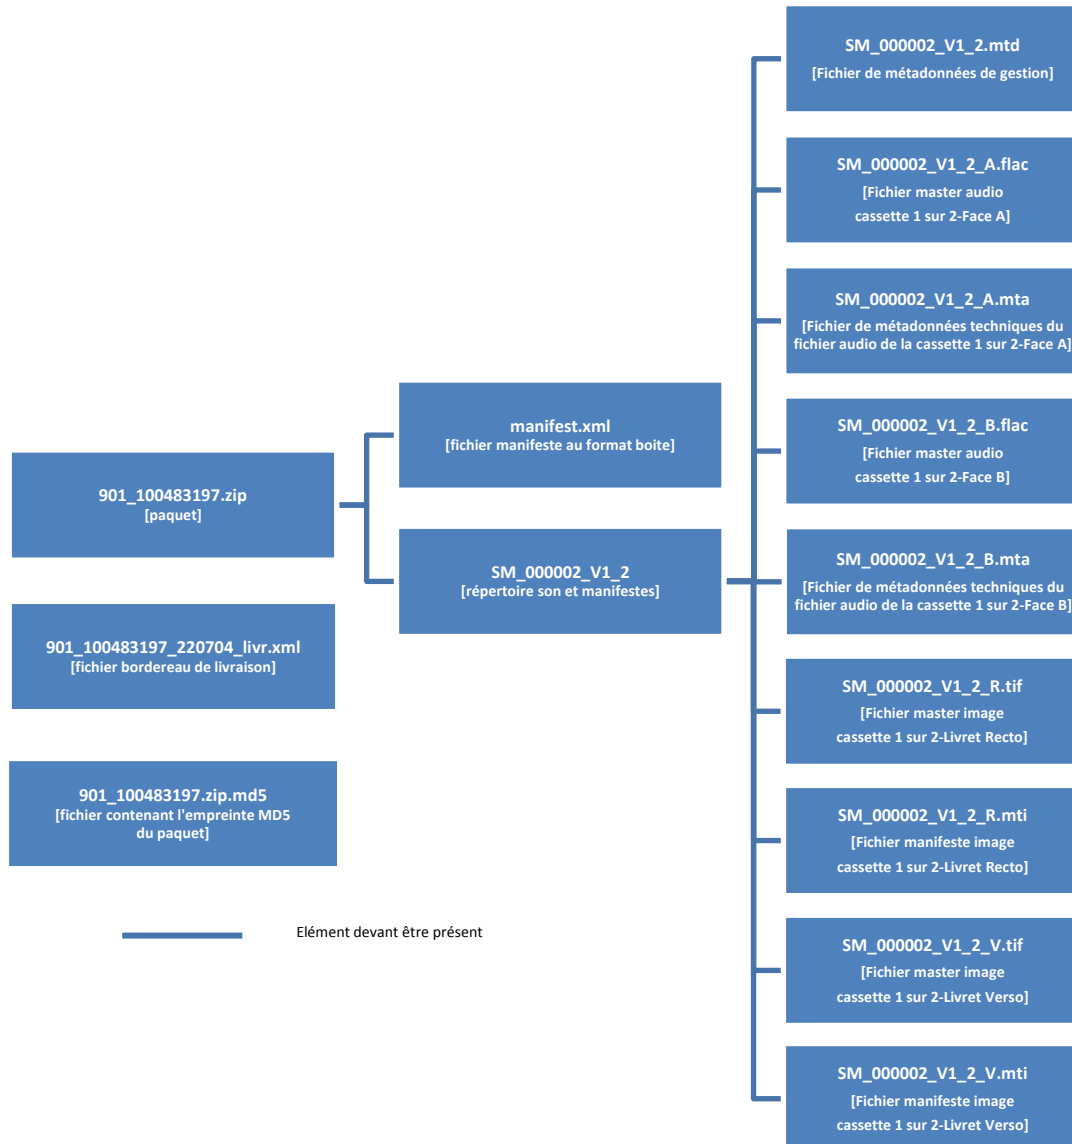 SM_000002_V1_2.mtd
[Fichier de métadonnées de gestion]
SM_000002_V1_2_A.flac
[Fichier master audio
cassette 1 sur 2-Face A]
SM_000002_V1_2_A.mta
[Fichier de métadonnées techniques du
fichier audio de la cassette 1 sur 2-Face A]
manifest.xml
[fichier manifeste au format boite]
SM_000002_V1_2_B.flac
[Fichier master audio
cassette 1 sur 2-Face B]
901_100483197.zip
[paquet]
SM_000002_V1_2
[répertoire son et manifestes]
SM_000002_V1_2_B.mta
[Fichier de métadonnées techniques du
fichier audio de la cassette 1 sur 2-Face B]
901_100483197_220704_livr.xml
[fichier bordereau de livraison]
SM_000002_V1_2_R.tif
[Fichier master image
cassette 1 sur 2-Livret Recto]
901_100483197.zip.md5
[fichier contenant l'empreinte MD5
du paquet]
SM_000002_V1_2_R.mti
[Fichier manifeste image
cassette 1 sur 2-Livret Recto]
Elément devant être présent
SM_000002_V1_2_V.tif
[Fichier master image
cassette 1 sur 2-Livret Verso]
SM_000002_V1_2_V.mti
[Fichier manifeste image
cassette 1 sur 2-Livret Verso]